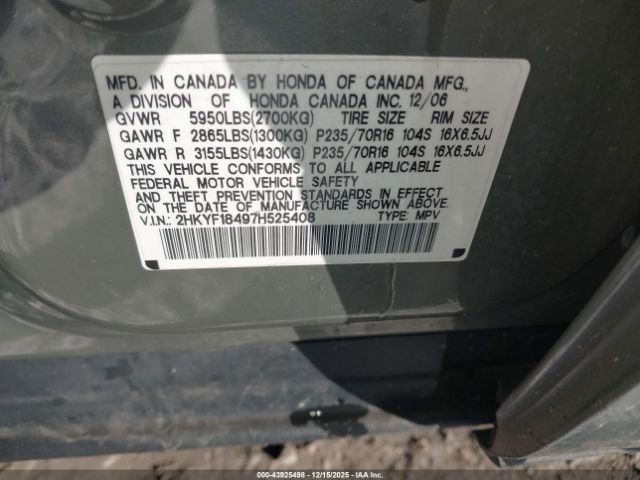 MFD. IN CANADA BY HONDA OF CANADA MFG.,
A DIVISION OF HONDA CANADA INC. 12/06
GVWR 5950LBS(2700KG) TIRE SIZE RIM SIZE
GAWR F 2865LBS(1300KG) P235/70R16 104S 16X6.5JJ
GAWR R 3155LBS(1430KG) P235/70R16 104S 16X6.5JJ
THIS VEHICLE CONFORMS TO ALL APPLICABLE
FEDERAL MOTOR VEHICLE SAFETY
AND THEFT PREVENTION STANDARDS IN EFFECT
ON THE DATE OF MANUFACTURE SHOWN ABOVE.
V.I.N.: 2HKYF18497H525408 TYPE: MPV
00-43925498 - 12/15/2025 - IAA Inc.